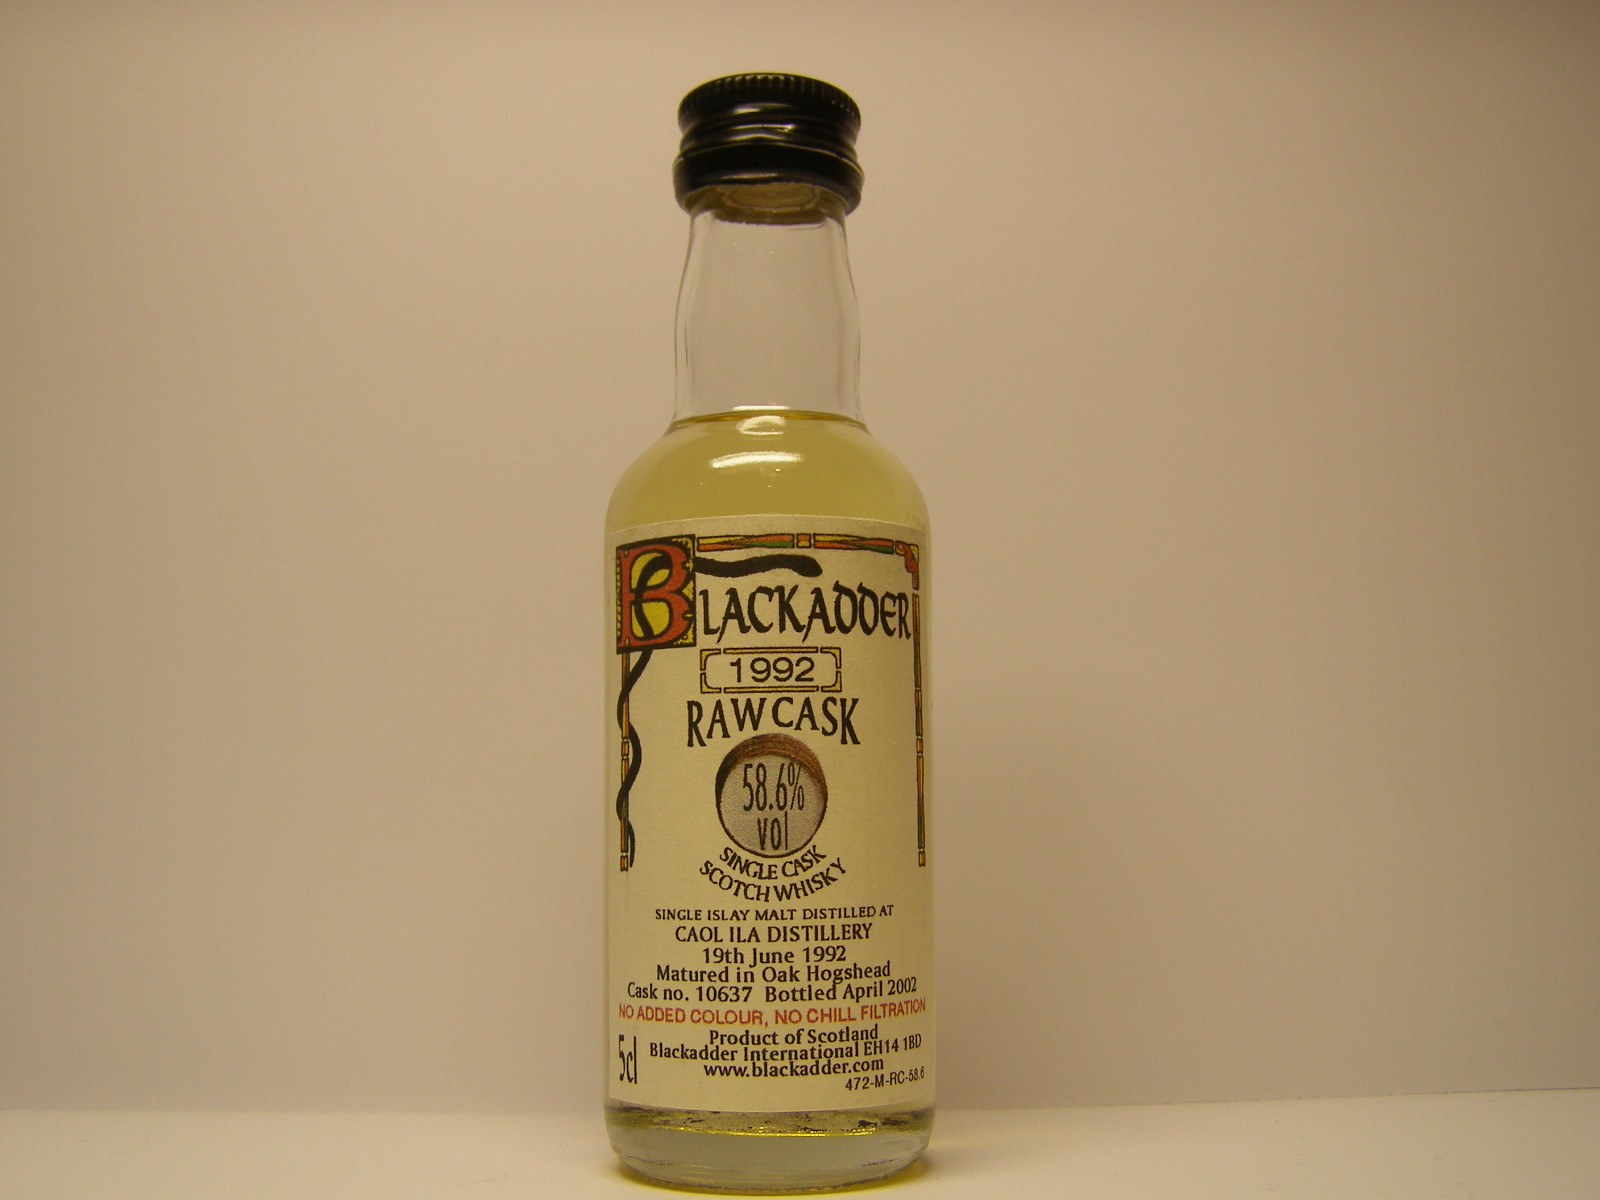 BLACKADDER
1992
RAW CASK
58.6%
vol
SINGLE CASK
SCOTCH WHISKY
SINGLE ISLAY MALT DISTILLED AT
CAOL ILA DISTILLERY
19th June 1992
Matured in Oak Hogshead
Cask no. 10637 Bottled April 2002
NO ADDED COLOUR, NO CHILL FILTRATION
Product of Scotland
Blackadder International EH14 1BD
www.blackadder.com
5cl
472-M-RC-58.6